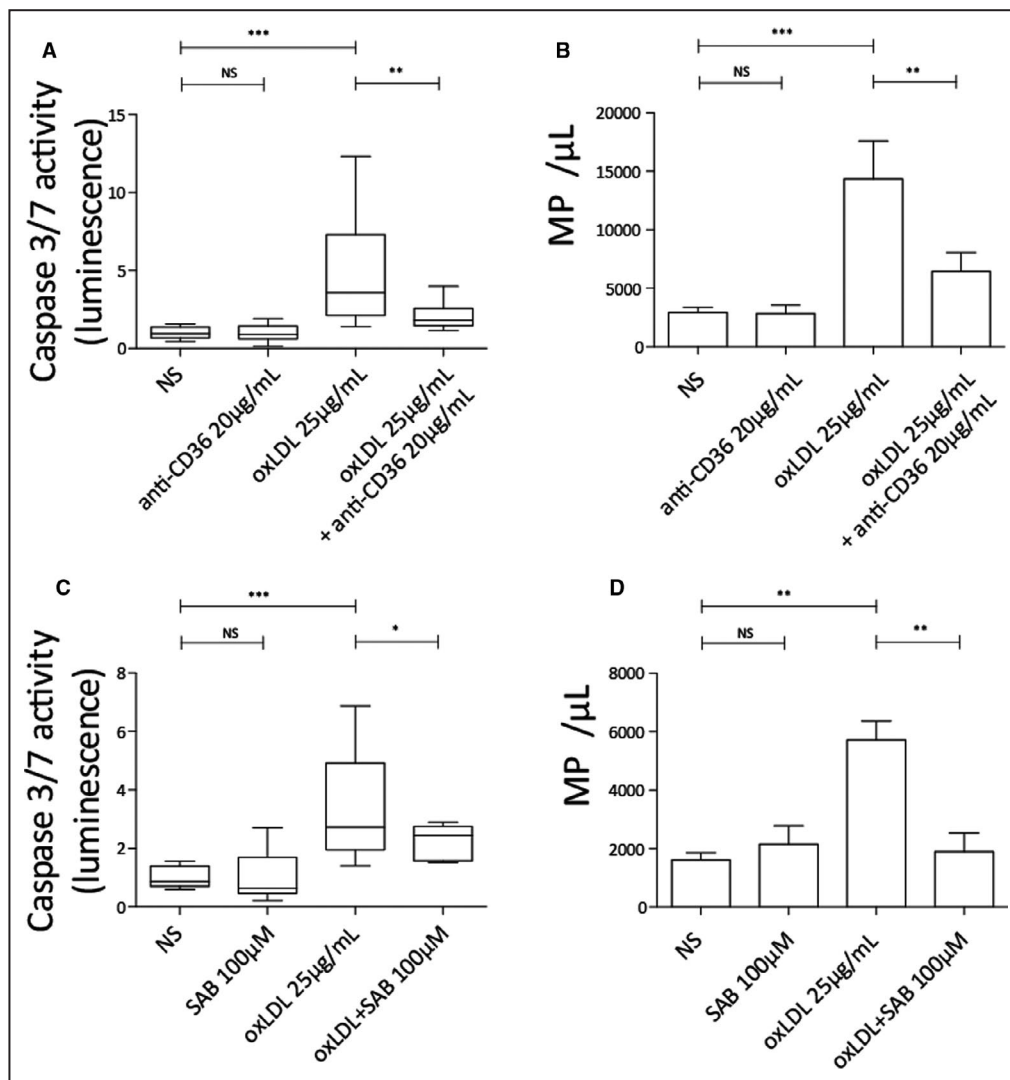 A
***
NS
**
Caspase 3/7 activity
(luminescence)
15
10
5
0
NS
anti-CD36 20µg/mL
oxLDL 25µg/mL
oxLDL 25µg/mL
+ anti-CD36 20µg/mL
B
***
NS
**
MP /µL
20000
15000
10000
5000
0
NS
anti-CD36 20µg/mL
oxLDL 25µg/mL
oxLDL 25µg/mL
+ anti-CD36 20µg/mL
C
***
NS
*
Caspase 3/7 activity
(luminescence)
8
6
4
2
0
NS
SAB 100µM
oxLDL 25µg/mL
oxLDL+SAB 100µM
D
**
NS
**
MP /µL
8000
6000
4000
2000
0
NS
SAB 100µM
oxLDL 25µg/mL
oxLDL+SAB 100µM